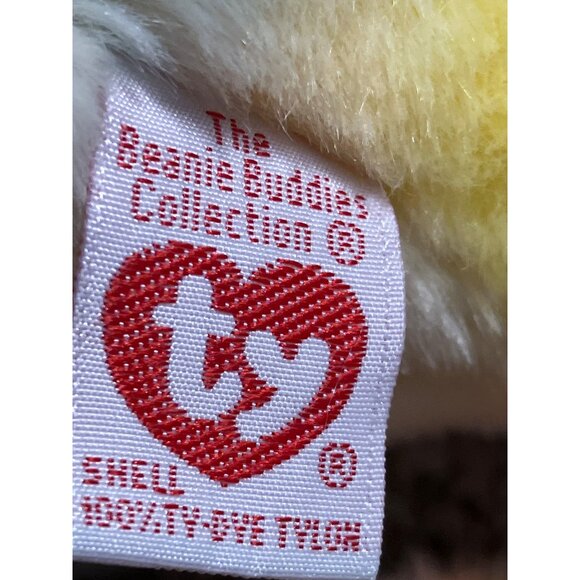 The
Beanie Buddies
Collection ®
ty
®
SHELL
100% TY-DYE TYLON